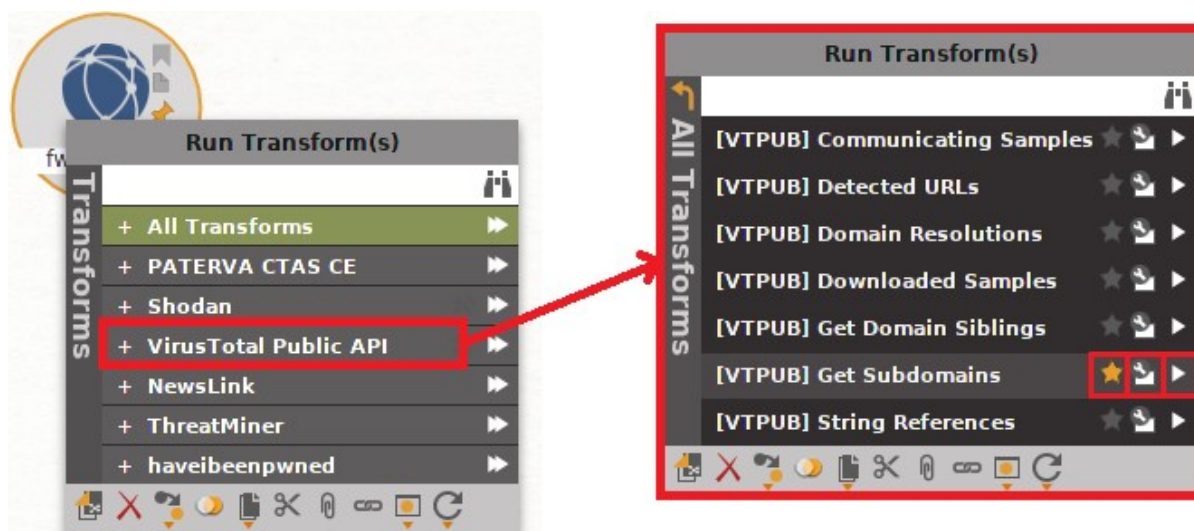 fw
Run Transform(s)
Transforms
+ All Transforms
+ PATERVA CTAS CE
+ Shodan
+ VirusTotal Public API
+ NewsLink
+ ThreatMiner
+ haveibeenpwned
Run Transform(s)
All Transforms
[VTPUB] Communicating Samples
[VTPUB] Detected URLs
[VTPUB] Domain Resolutions
[VTPUB] Downloaded Samples
[VTPUB] Get Domain Siblings
[VTPUB] Get Subdomains
[VTPUB] String References